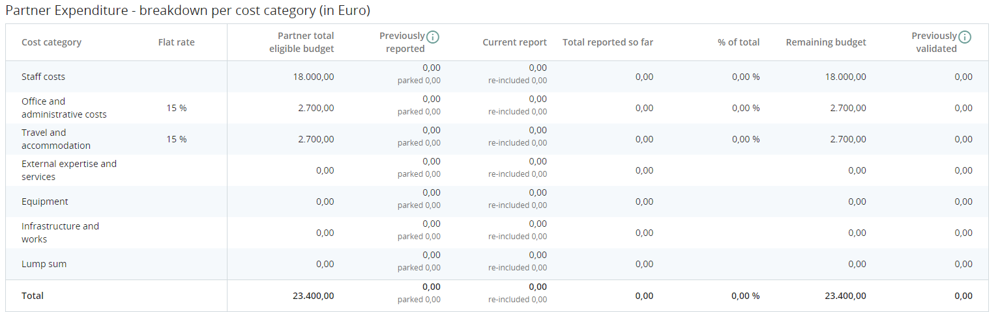 Partner Expenditure - breakdown per cost category (in Euro)
Cost category Flat rate Partner total eligible budget Previously reported Current report Total reported so far % of total Remaining budget Previously validated
Staff costs 18.000,00 0,00 parked 0,00 0,00 re-included 0,00 0,00 0,00 % 18.000,00 0,00
Office and administrative costs 15 % 2.700,00 0,00 parked 0,00 0,00 re-included 0,00 0,00 0,00 % 2.700,00 0,00
Travel and accommodation 15 % 2.700,00 0,00 parked 0,00 0,00 re-included 0,00 0,00 0,00 % 2.700,00 0,00
External expertise and services 0,00 0,00 parked 0,00 0,00 re-included 0,00 0,00 0,00 0,00
Equipment 0,00 0,00 parked 0,00 0,00 re-included 0,00 0,00 0,00 0,00
Infrastructure and works 0,00 0,00 parked 0,00 0,00 re-included 0,00 0,00 0,00 0,00
Lump sum 0,00 0,00 parked 0,00 0,00 re-included 0,00 0,00 0,00 0,00
Total 23.400,00 0,00 parked 0,00 0,00 re-included 0,00 0,00 0,00 % 23.400,00 0,00